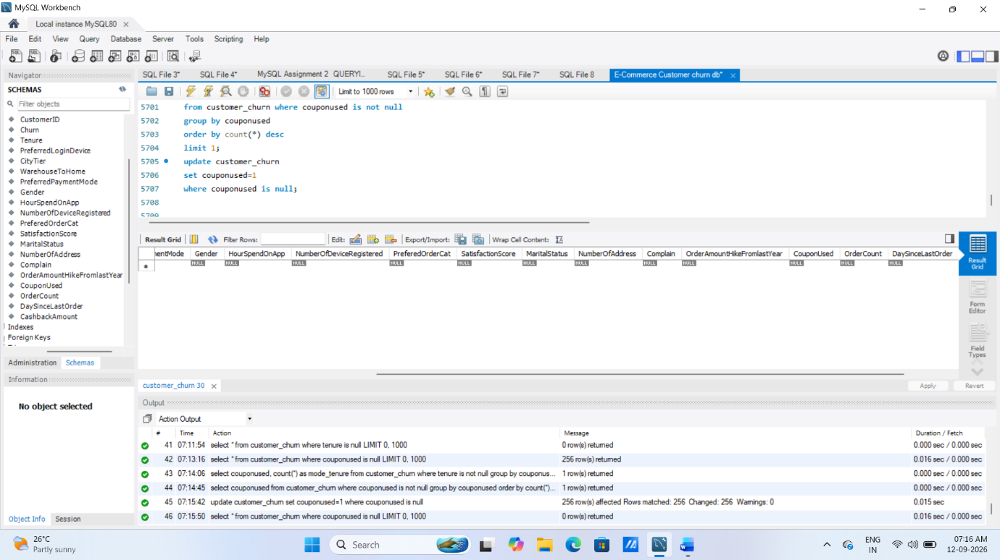 MySQL Workbench
Local instance MySQL80
File Edit View Query Database Server Tools Scripting Help
Navigator
SCHEMAS
Filter objects
CustomerID
Churn
Tenure
PreferredLoginDevice
CityTier
WarehouseToHome
PreferredPaymentMode
Gender
HourSpendOnApp
NumberOfDeviceRegistered
PreferedOrderCat
SatisfactionScore
MaritalStatus
NumberOfAddress
Complain
OrderAmountHikeFromlastYear
CouponUsed
OrderCount
DaySinceLastOrder
CashbackAmount
Indexes
Foreign Keys
Administration Schemas
Information
No object selected
Object Info Session
SQL File 3* SQL File 4* MySQL Assignment 2 QUERYI... SQL File 5* SQL File 6* SQL File 7* SQL File 8 E-Commerce Customer churn db*
Limit to 1000 rows
5701 from customer_churn where couponused is not null
5702 group by couponused
5703 order by count(*) desc
5704 limit 1;
5705 update customer_churn
5706 set couponused=1
5707 where couponused is null;
5708
5709
Result Grid Filter Rows: Edit: Export/Import: Wrap Cell Content:
nentMode Gender HourSpendOnApp NumberOfDeviceRegistered PreferedOrderCat SatisfactionScore MaritalStatus NumberOfAddress Complain OrderAmountHikeFromlastYear CouponUsed OrderCount DaySinceLastOrder
NULL NULL NULL NULL NULL NULL NULL NULL NULL NULL NULL NULL
Result Grid
Form Editor
Field Types
customer_churn 30
Apply Revert
Output
Action Output
# Time Action Message Duration / Fetch
41 07:11:54 select * from customer_churn where tenure is null LIMIT 0, 1000 0 row(s) returned 0.000 sec / 0.000 sec
42 07:13:16 select * from customer_churn where couponused is null LIMIT 0, 1000 256 row(s) returned 0.016 sec / 0.000 sec
43 07:14:06 select couponused, count(*) as mode_tenure from customer_churn where tenure is not null group by couponus... 1 row(s) returned 0.000 sec / 0.000 sec
44 07:14:45 select couponused from customer_churn where couponused is not null group by couponused order by count(*)... 1 row(s) returned 0.000 sec / 0.000 sec
45 07:15:42 update customer_churn set couponused=1 where couponused is null 256 row(s) affected Rows matched: 256 Changed: 256 Warnings: 0 0.015 sec
46 07:15:50 select * from customer_churn where couponused is null LIMIT 0, 1000 0 row(s) returned 0.016 sec / 0.000 sec
26°C
Partly sunny
Search
ENG
IN
07:16 AM
12-09-2026